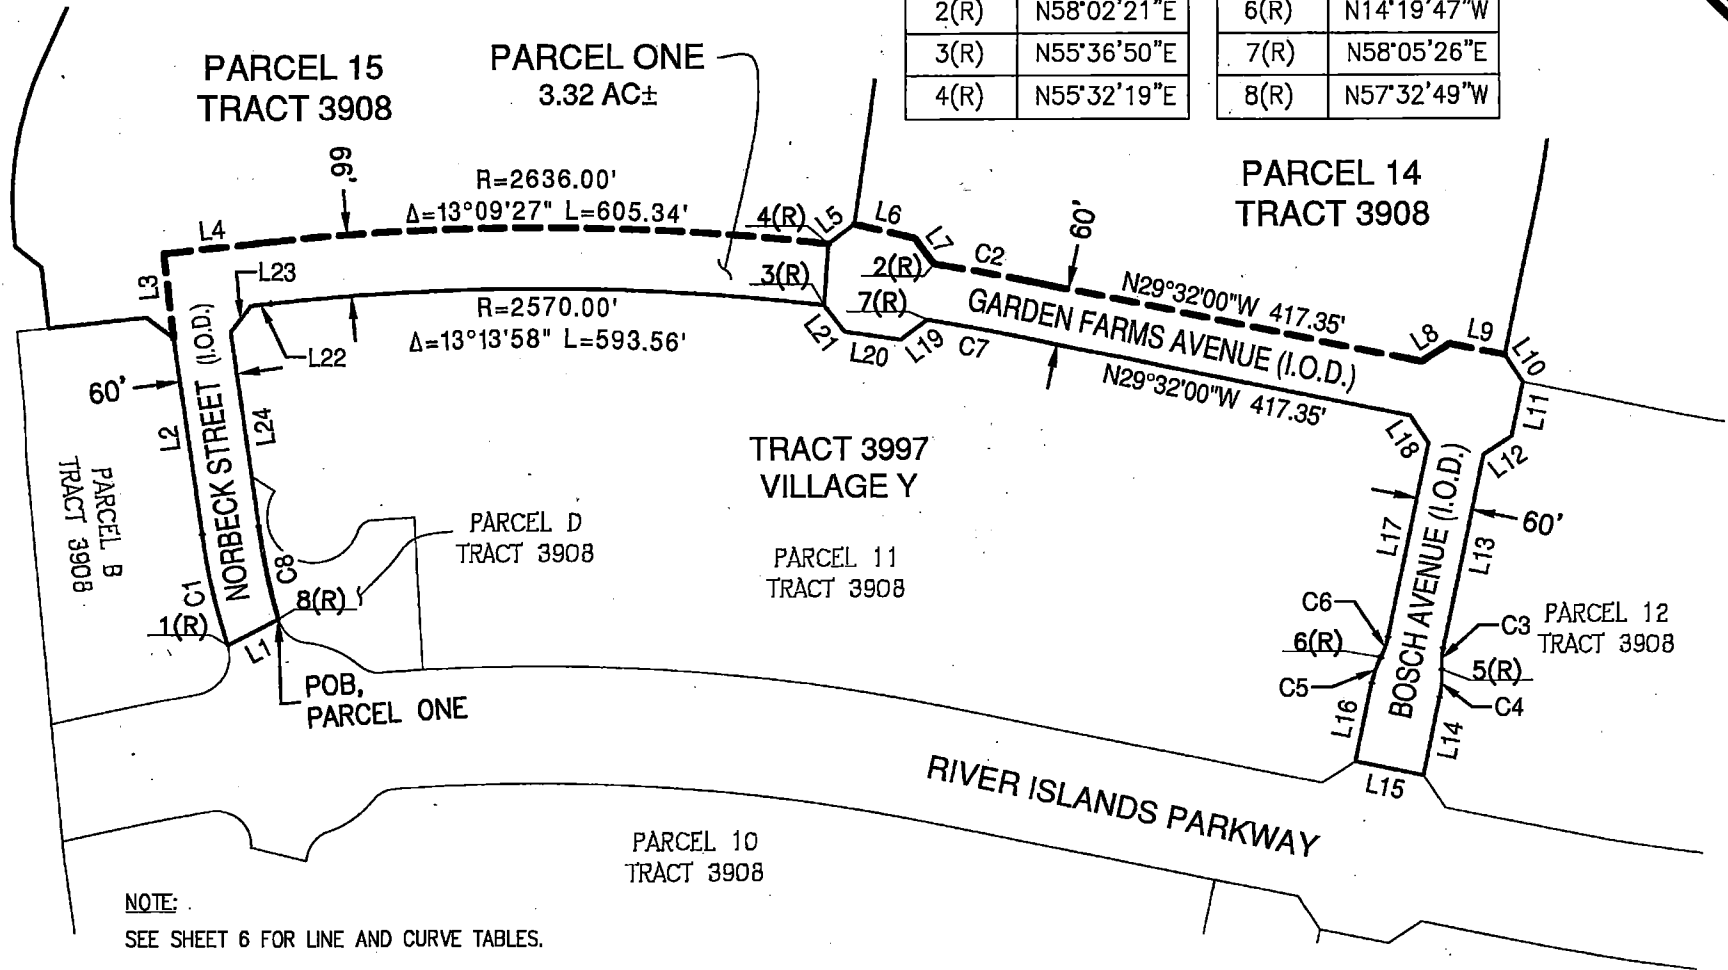 2(R) N58°02'21"E 6(R) N14°19'47"W
3(R) N55°36'50"E 7(R) N58°05'26"E
4(R) N55°32'19"E 8(R) N57°32'49"W
PARCEL 15
TRACT 3908
PARCEL ONE
3.32 AC±
PARCEL 14
TRACT 3908
66'
R=2636.00'
Δ=13°09'27" L=605.34'
4(R)
L5
L6
L7
L4
L3
L23
3(R)
2(R)
7(R)
C2
60'
N29°32'00"W 417.35'
GARDEN FARMS AVENUE (I.O.D.)
N29°32'00"W 417.35'
L8
L9
L10
L11
L12
R=2570.00'
Δ=13°13'58" L=593.56'
L22
L21
L20
L19
C7
L18
60'
L2
L24
NORBECK STREET (I.O.D.)
PARCEL B
TRACT 3908
TRACT 3997
VILLAGE Y
PARCEL D
TRACT 3908
PARCEL 11
TRACT 3908
L17
BOSCH AVENUE (I.O.D.)
L13
60'
C1
C8
8(R)
1(R)
L1
POB,
PARCEL ONE
C6
6(R)
C5
L16
C3
5(R)
C4
L14
L15
PARCEL 12
TRACT 3908
RIVER ISLANDS PARKWAY
PARCEL 10
TRACT 3908
NOTE:
SEE SHEET 6 FOR LINE AND CURVE TABLES.